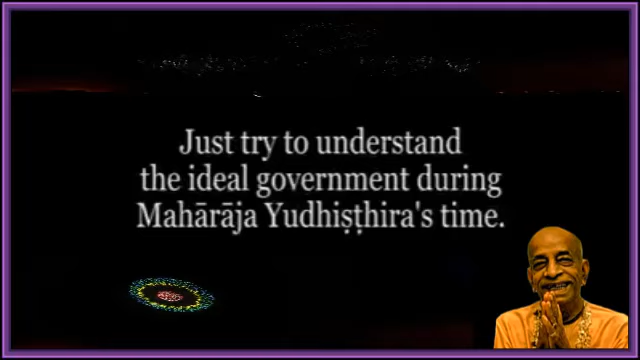 Just try to understand
the ideal government during
Mahārāja Yudhiṣṭhira's time.